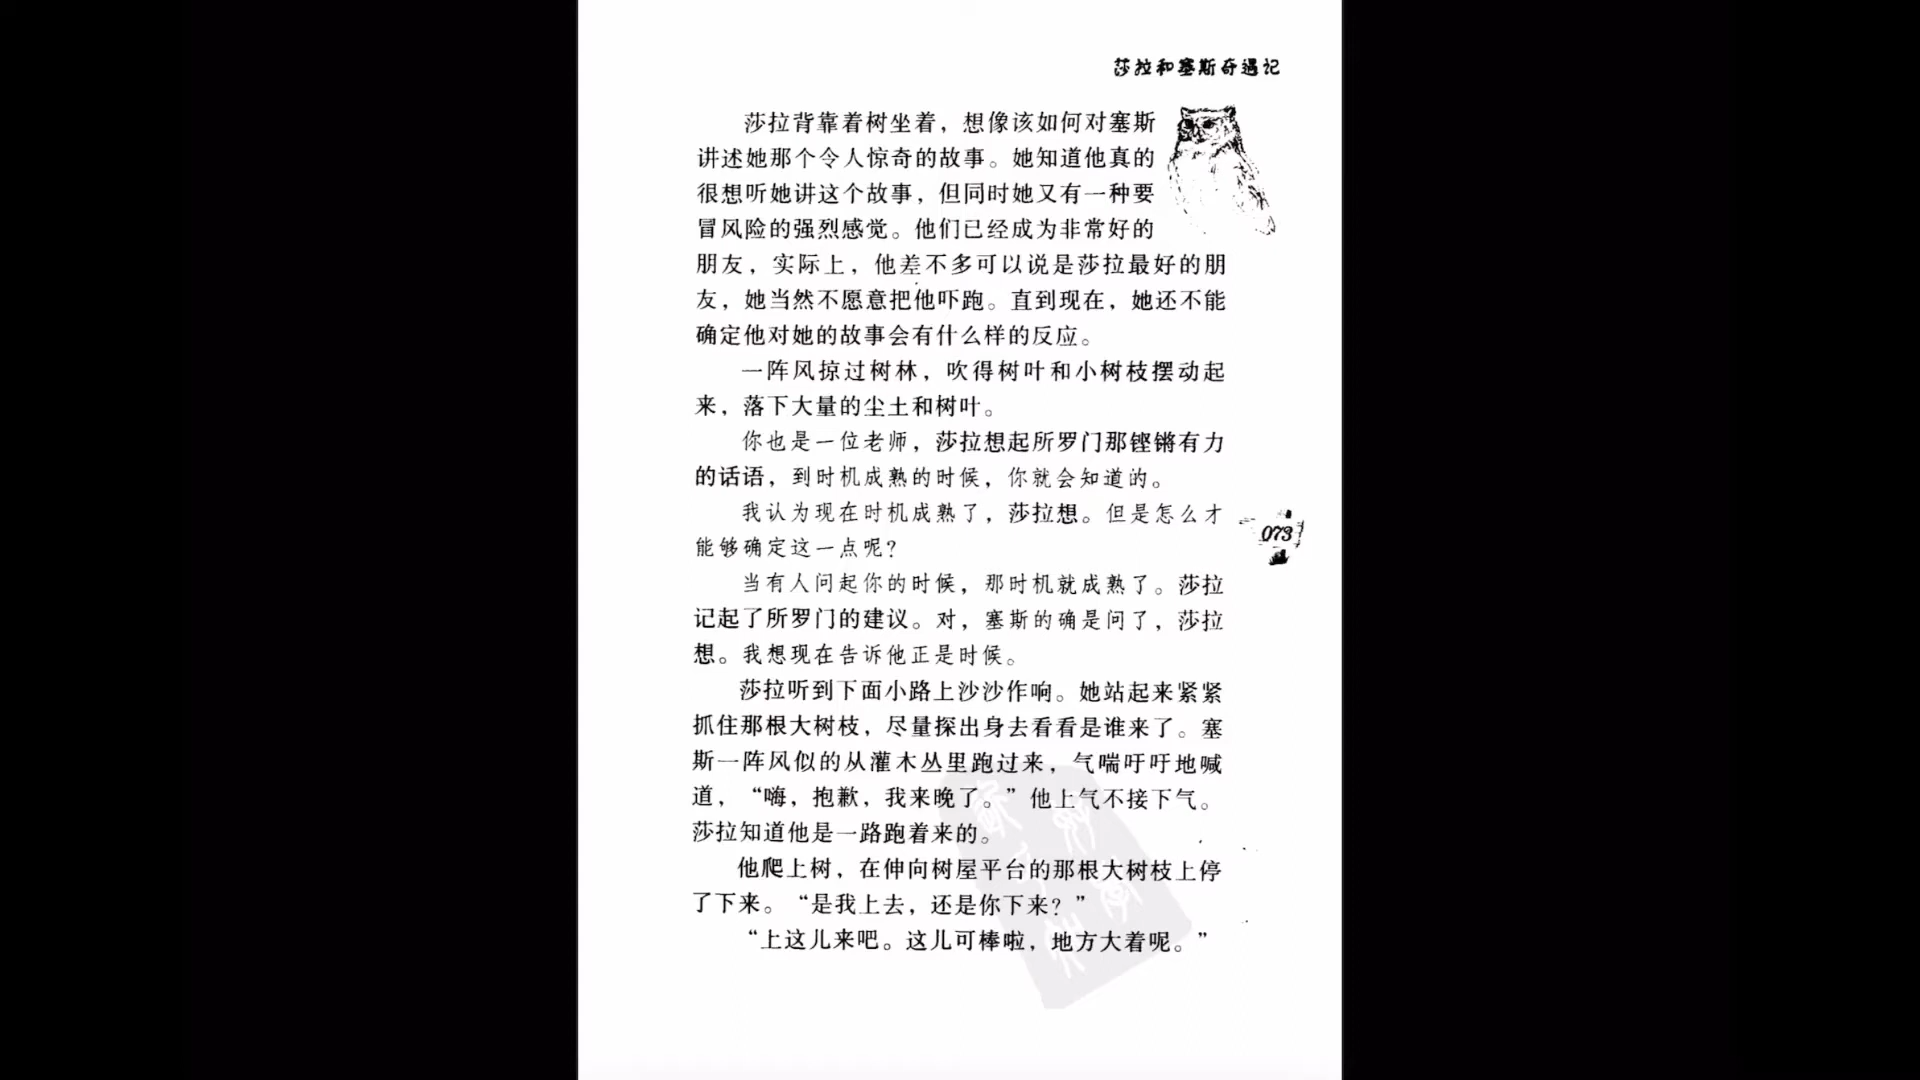 莎拉和塞斯奇遇记
莎拉背靠着树坐着，想像该如何对塞斯
讲述她那个令人惊奇的故事。她知道他真的
很想听她讲这个故事，但同时她又有一种要
冒风险的强烈感觉。他们已经成为非常好的
朋友，实际上，他差不多可以说是莎拉最好的朋
友，她当然不愿意把他吓跑。直到现在，她还不能
确定他对她的故事会有什么样的反应。
一阵风掠过树林，吹得树叶和小树枝摆动起
来，落下大量的尘土和树叶。
你也是一位老师，莎拉想起所罗门那铿锵有力
的话语，到时机成熟的时候，你就会知道的。
我认为现在时机成熟了，莎拉想。但是怎么才
能够确定这一点呢？
073
当有人问起你的时候，那时机就成熟了。莎拉
记起了所罗门的建议。对，塞斯的确是问了，莎拉
想。我想现在告诉他正是时候。
莎拉听到下面小路上沙沙作响。她站起来紧紧
抓住那根大树枝，尽量探出身去看看是谁来了。塞
斯一阵风似的从灌木丛里跑过来，气喘吁吁地喊
道，“嗨，抱歉，我来晚了。”他上气不接下气。
莎拉知道他是一路跑着来的。
他爬上树，在伸向树屋平台的那根大树枝上停
了下来。“是我上去，还是你下来？”
“上这儿来吧。这儿可棒啦，地方大着呢。”